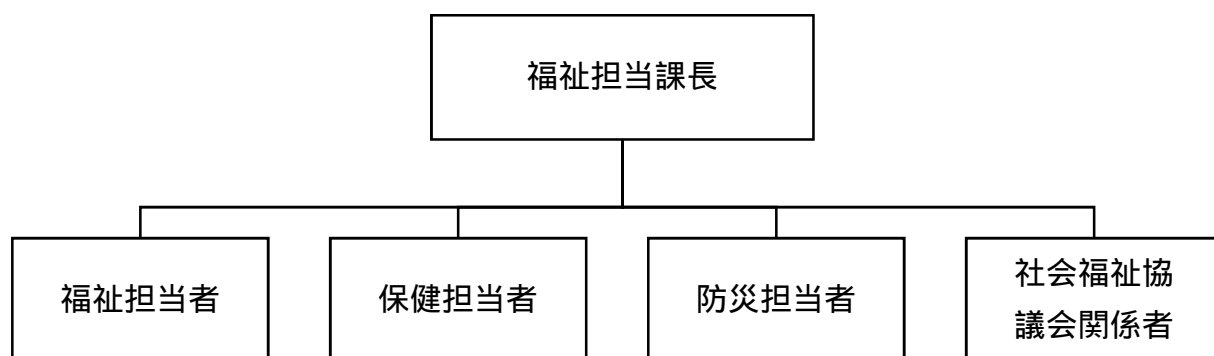 福祉担当課長
福祉担当者
保健担当者
防災担当者
社会福祉協
議会関係者